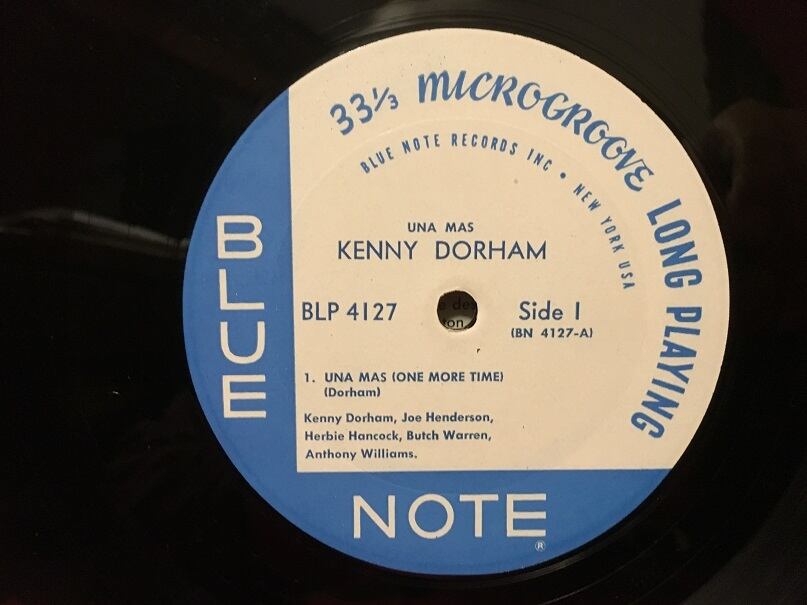 33⅓ MICROGROOVE LONG PLAYING
BLUE NOTE RECORDS INC • NEW YORK USA
UNA MAS
KENNY DORHAM
BLP 4127
Side 1
(BN 4127-A)
1. UNA MAS (ONE MORE TIME)
(Dorham)
Kenny Dorham, Joe Henderson,
Herbie Hancock, Butch Warren,
Anthony Williams.
BLUE
NOTE
®